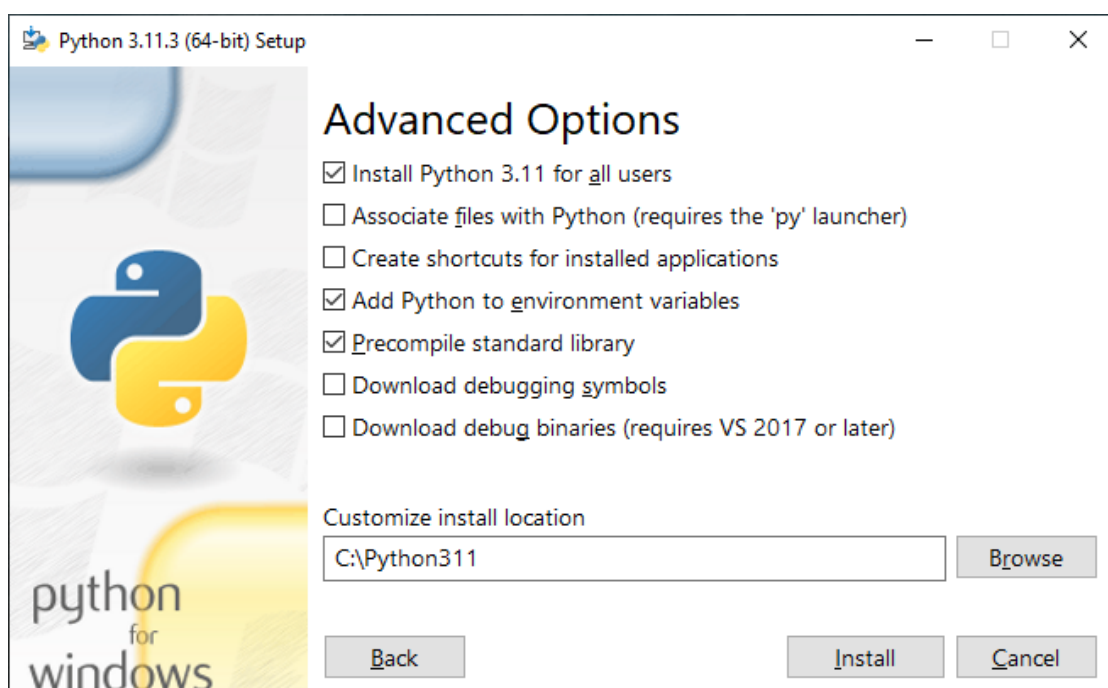 Python 3.11.3 (64-bit) Setup
Advanced Options
Install Python 3.11 for all users
Associate files with Python (requires the 'py' launcher)
Create shortcuts for installed applications
Add Python to environment variables
Precompile standard library
Download debugging symbols
Download debug binaries (requires VS 2017 or later)
Customize install location
C:\Python311
Browse
python
for
windows
Back
Install
Cancel